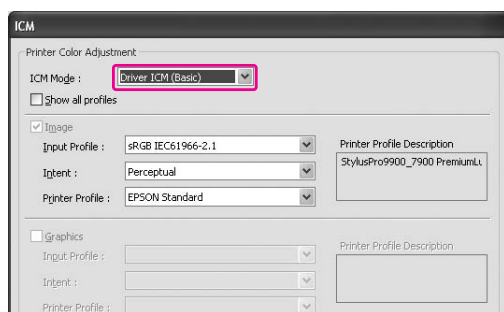 ICM
Printer Color Adjustment
ICM Mode : Driver ICM (Basic)
Show all profiles
Image
Input Profile : sRGB IEC61966-2.1 Printer Profile Description
StylusPro9900_7900 PremiumLu
Intent : Perceptual
Printer Profile : EPSON Standard
Graphics
Input Profile : Printer Profile Description
Intent :
Printer Profile :